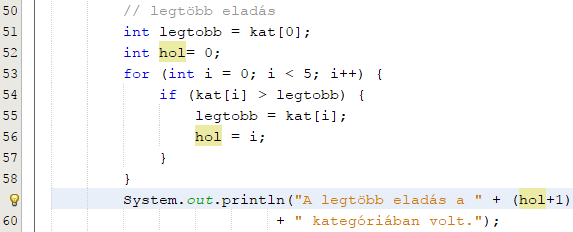 50 // legtöbb eladás
51 int legtobb = kat[0];
52 int hol= 0;
53 for (int i = 0; i < 5; i++) {
54 if (kat[i] > legtobb) {
55 legtobb = kat[i];
56 hol = i;
57 }
58 }
System.out.println("A legtöbb eladás a " + (hol+1)
60 + " kategóriában volt.");